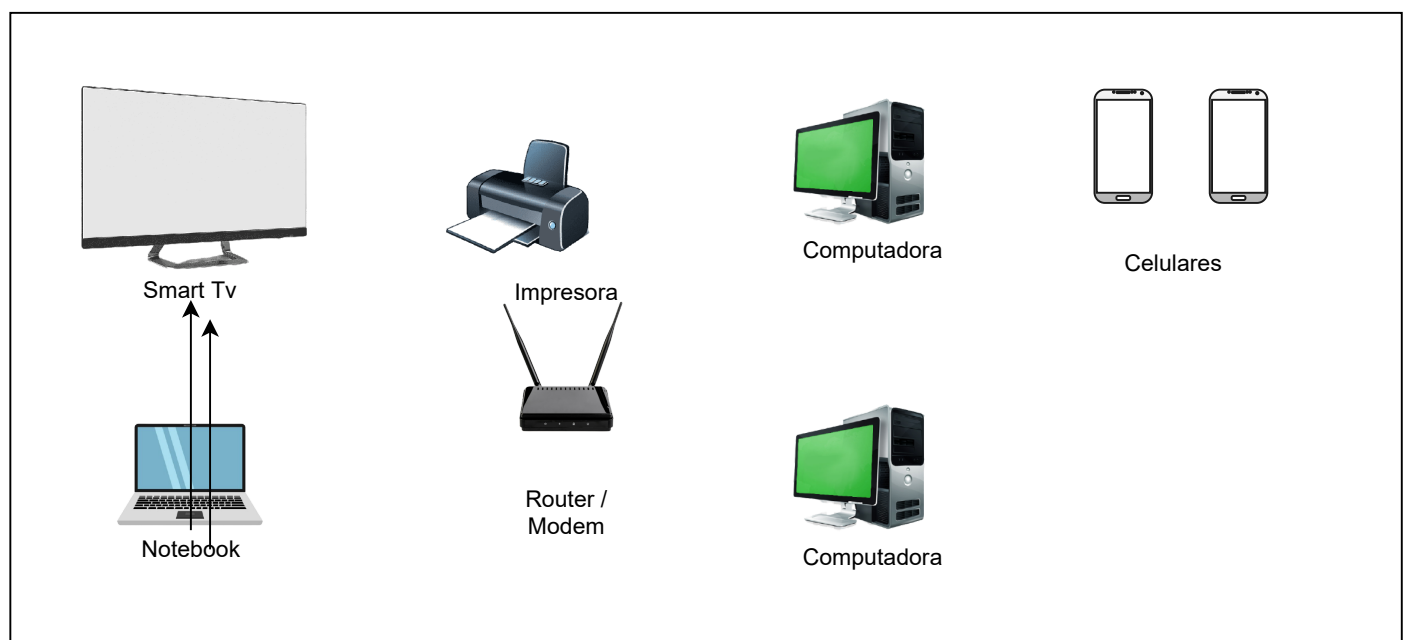 Smart Tv
Impresora
Computadora
Celulares
Notebook
Router /
Modem
Computadora